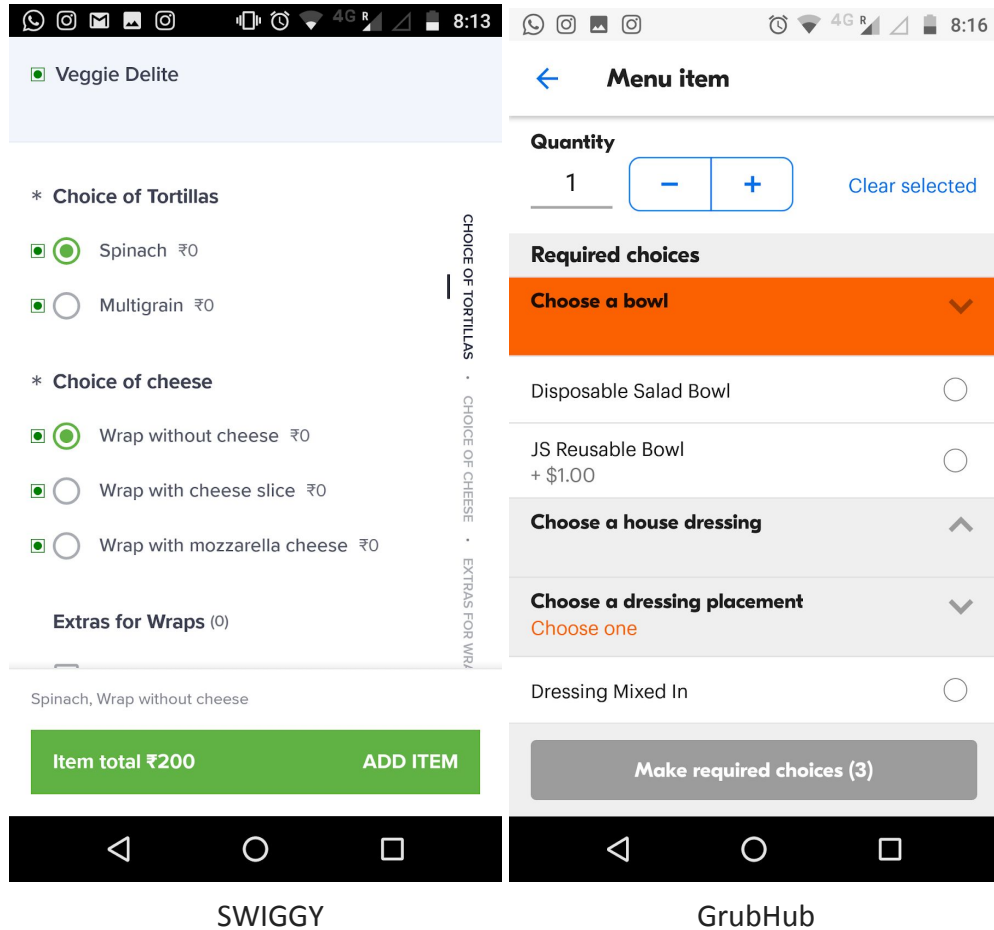 4G R 8:13
Veggie Delite
* Choice of Tortillas
Spinach ₹0
Multigrain ₹0
* Choice of cheese
Wrap without cheese ₹0
Wrap with cheese slice ₹0
Wrap with mozzarella cheese ₹0
Extras for Wraps (0)
CHOICE OF TORTILLAS • CHOICE OF CHEESE • EXTRAS FOR
Spinach, Wrap without cheese
Item total ₹200 ADD ITEM
SWIGGY
4G R 8:16
Menu item
Quantity
1 − + Clear selected
Required choices
Choose a bowl
Disposable Salad Bowl
JS Reusable Bowl
+ $1.00
Choose a house dressing
Choose a dressing placement
Choose one
Dressing Mixed In
Make required choices (3)
GrubHub